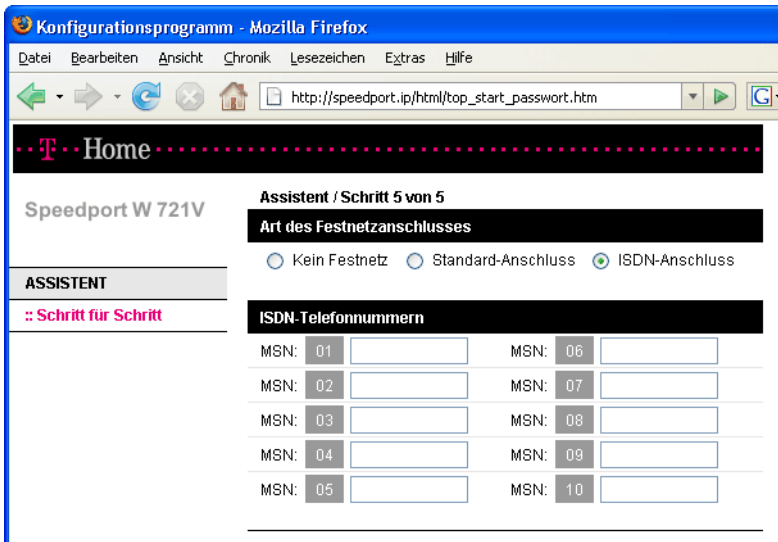 Konfigurationsprogramm - Mozilla Firefox
Datei Bearbeiten Ansicht Chronik Lesezeichen Extras Hilfe
http://speedport.ip/html/top_start_passwort.htm
G
··T··Home
Speedport W 721V
Assistent / Schritt 5 von 5
Art des Festnetzanschlusses
Kein Festnetz Standard-Anschluss ISDN-Anschluss
ASSISTENT
:: Schritt für Schritt
ISDN-Telefonnummern
MSN: 01 MSN: 06
MSN: 02 MSN: 07
MSN: 03 MSN: 08
MSN: 04 MSN: 09
MSN: 05 MSN: 10